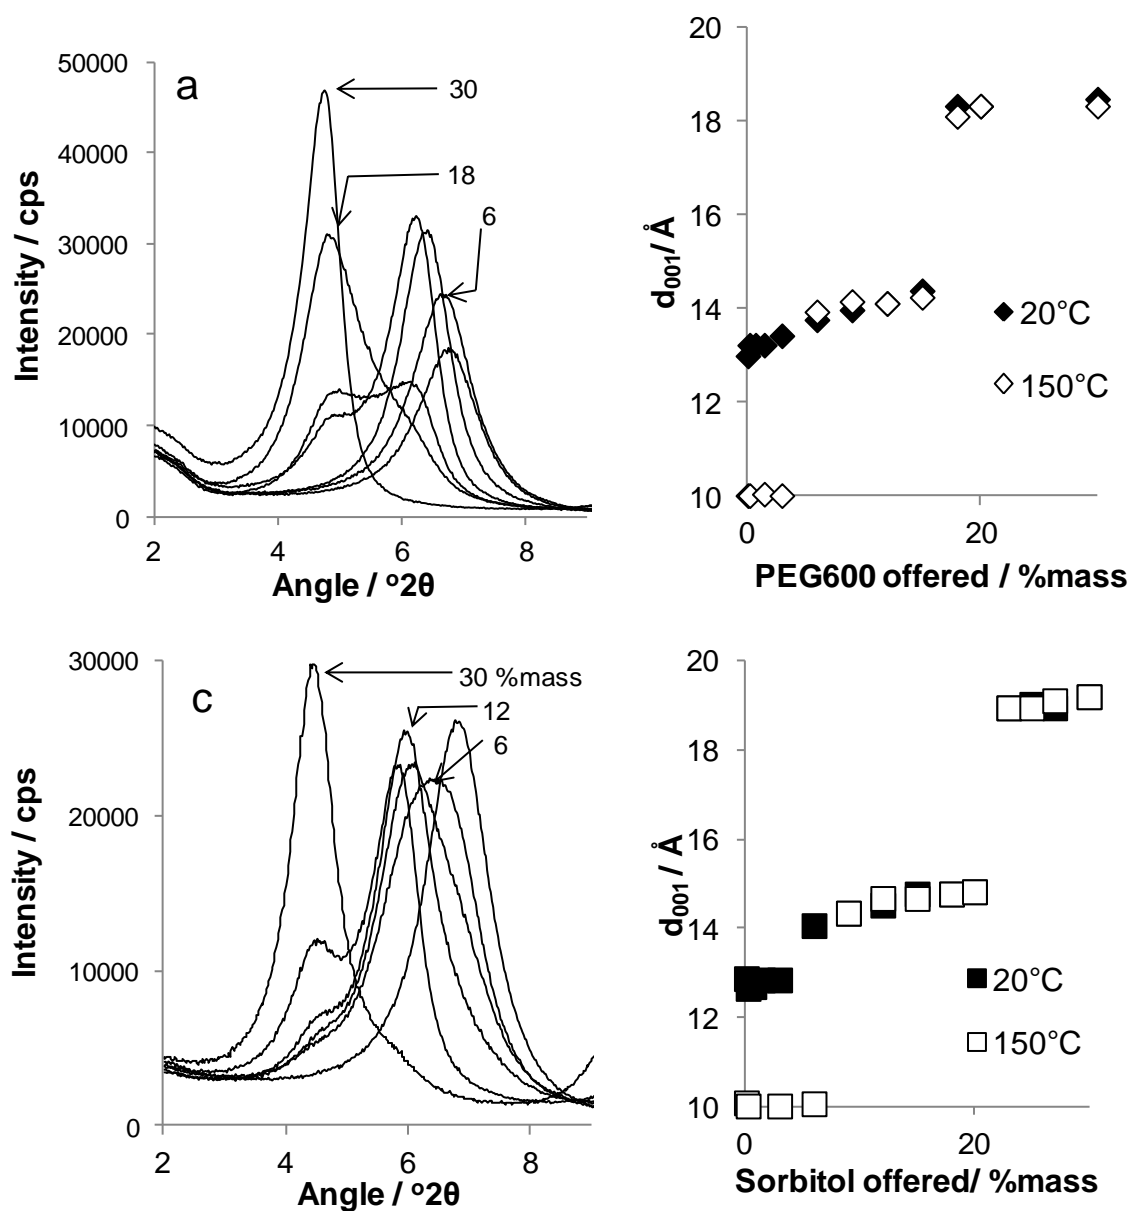 a
50000
40000
30000
20000
10000
0
2
4
6
8
Intensity / cps
Angle / °2θ
30
18
6
20
18
16
14
12
10
0
20
d001/ Å
PEG600 offered / %mass
20°C
150°C
c
30000
20000
10000
0
2
4
6
8
Intensity / cps
Angle / °2θ
30 %mass
12
6
20
18
16
14
12
10
0
20
d001 / Å
Sorbitol offered/ %mass
20°C
150°C